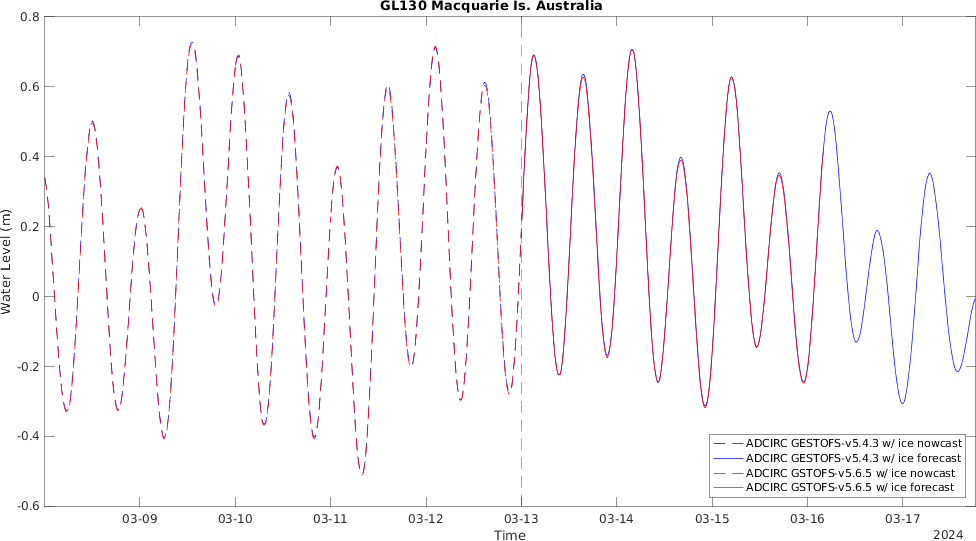 GL130 Macquarie Is. Australia
0.8
0.6
0.4
0.2
0
-0.2
-0.4
-0.6
Water Level (m)
ADCIRC GESTOFS-v5.4.3 w/ ice nowcast
ADCIRC GESTOFS-v5.4.3 w/ ice forecast
ADCIRC GSTOFS-v5.6.5 w/ ice nowcast
ADCIRC GSTOFS-v5.6.5 w/ ice forecast
03-09 03-10 03-11 03-12 03-13 03-14 03-15 03-16 03-17
Time
2024